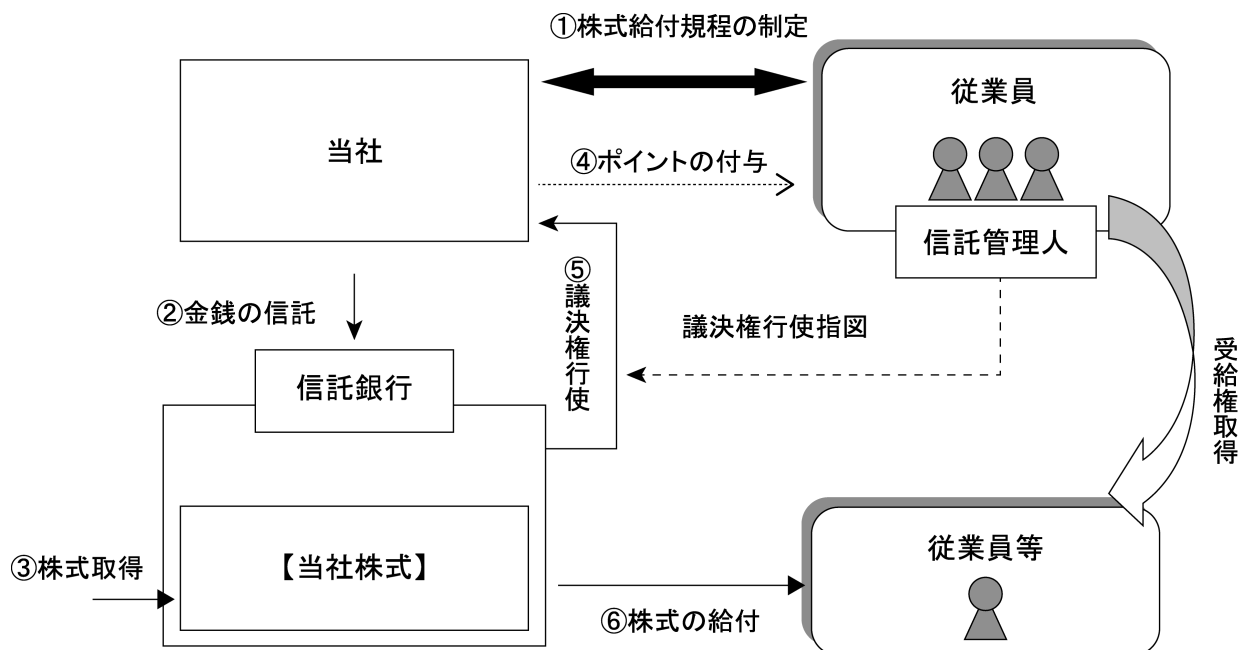 ①株式給付規程の制定
従業員
当社
④ポイントの付与
信託管理人
⑤議決権行使
②金銭の信託
議決権行使指図
受給権取得
信託銀行
従業員等
③株式取得
【当社株式】
⑥株式の給付